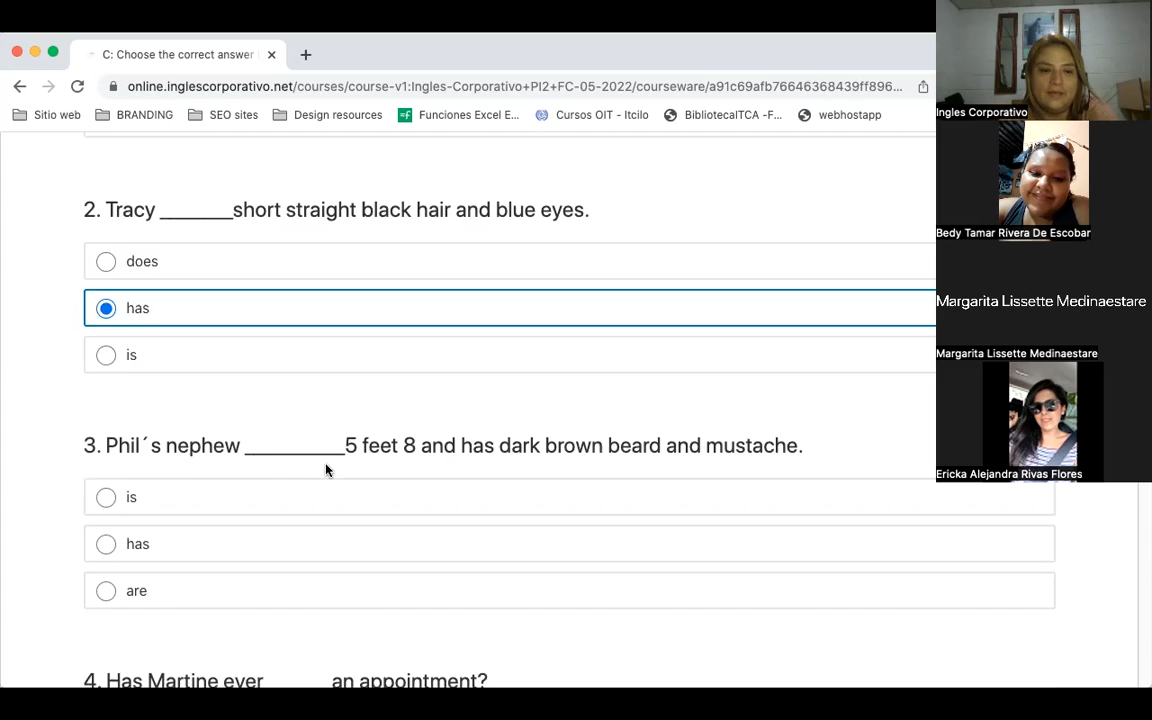 C: Choose the correct answer
online.inglescorporativo.net/courses/course-v1:Ingles-Corporativo+PI2+FC-05-2022/courseware/a91c69afb76646368439ff896...
Sitio web BRANDING SEO sites Design resources Funciones Excel E... Cursos OIT - Itcilo BibliotecalTCA -F... webhostapp
2. Tracy _______short straight black hair and blue eyes.
does
has
is
3. Phil´s nephew _________5 feet 8 and has dark brown beard and mustache.
is
has
are
4. Has Martine ever ______an appointment?
Ingles Corporativo
Bedy Tamar Rivera De Escobar
Margarita Lissette Medinaestare
Margarita Lissette Medinaestare
Ericka Alejandra Rivas Flores